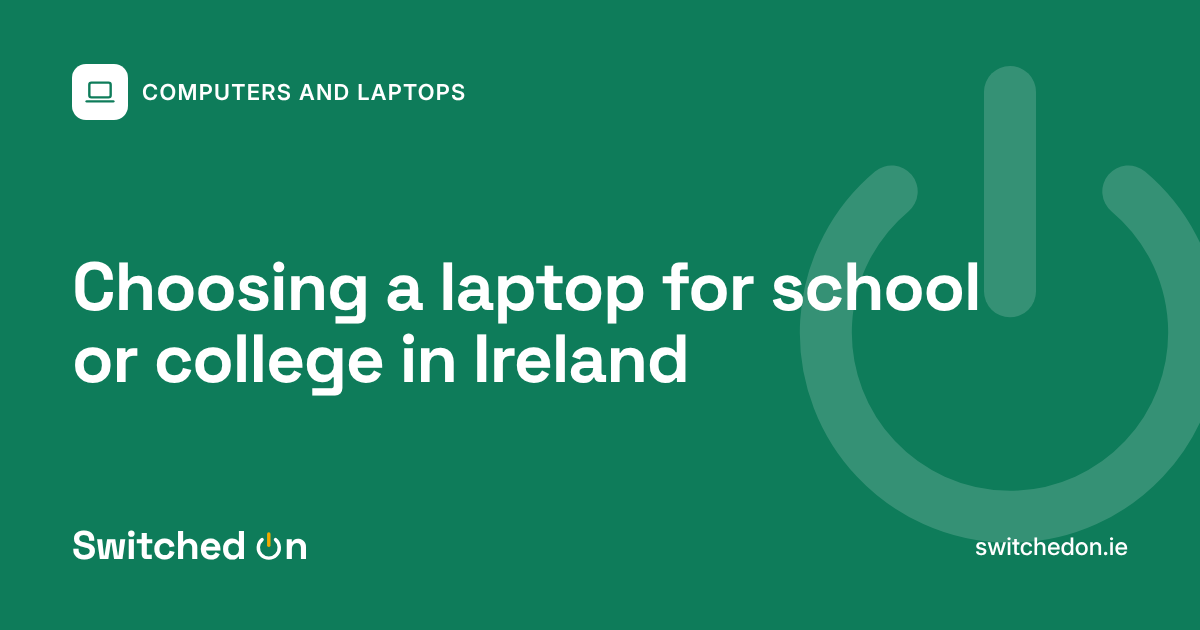 COMPUTERS AND LAPTOPS
Choosing a laptop for school
or college in Ireland
Switched On
switchedon.ie